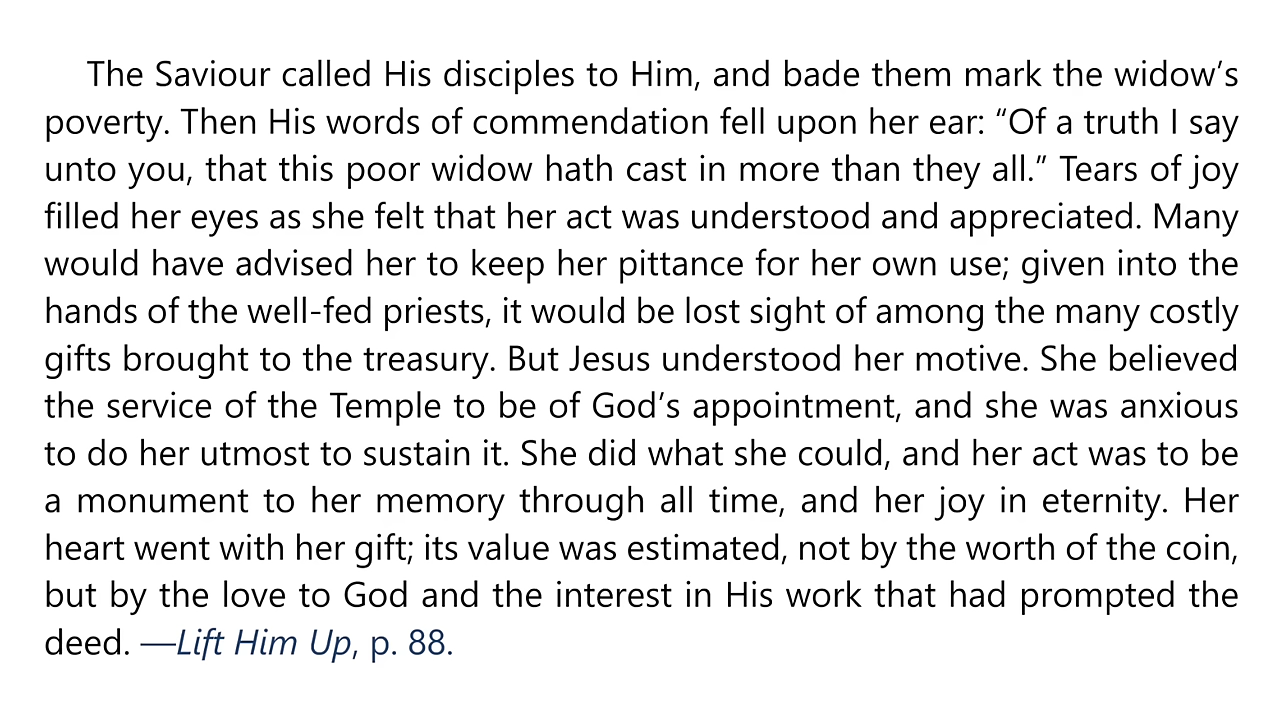 The Saviour called His disciples to Him, and bade them mark the widow’s
poverty. Then His words of commendation fell upon her ear: “Of a truth I say
unto you, that this poor widow hath cast in more than they all.” Tears of joy
filled her eyes as she felt that her act was understood and appreciated. Many
would have advised her to keep her pittance for her own use; given into the
hands of the well-fed priests, it would be lost sight of among the many costly
gifts brought to the treasury. But Jesus understood her motive. She believed
the service of the Temple to be of God’s appointment, and she was anxious
to do her utmost to sustain it. She did what she could, and her act was to be
a monument to her memory through all time, and her joy in eternity. Her
heart went with her gift; its value was estimated, not by the worth of the coin,
but by the love to God and the interest in His work that had prompted the
deed. —Lift Him Up, p. 88.